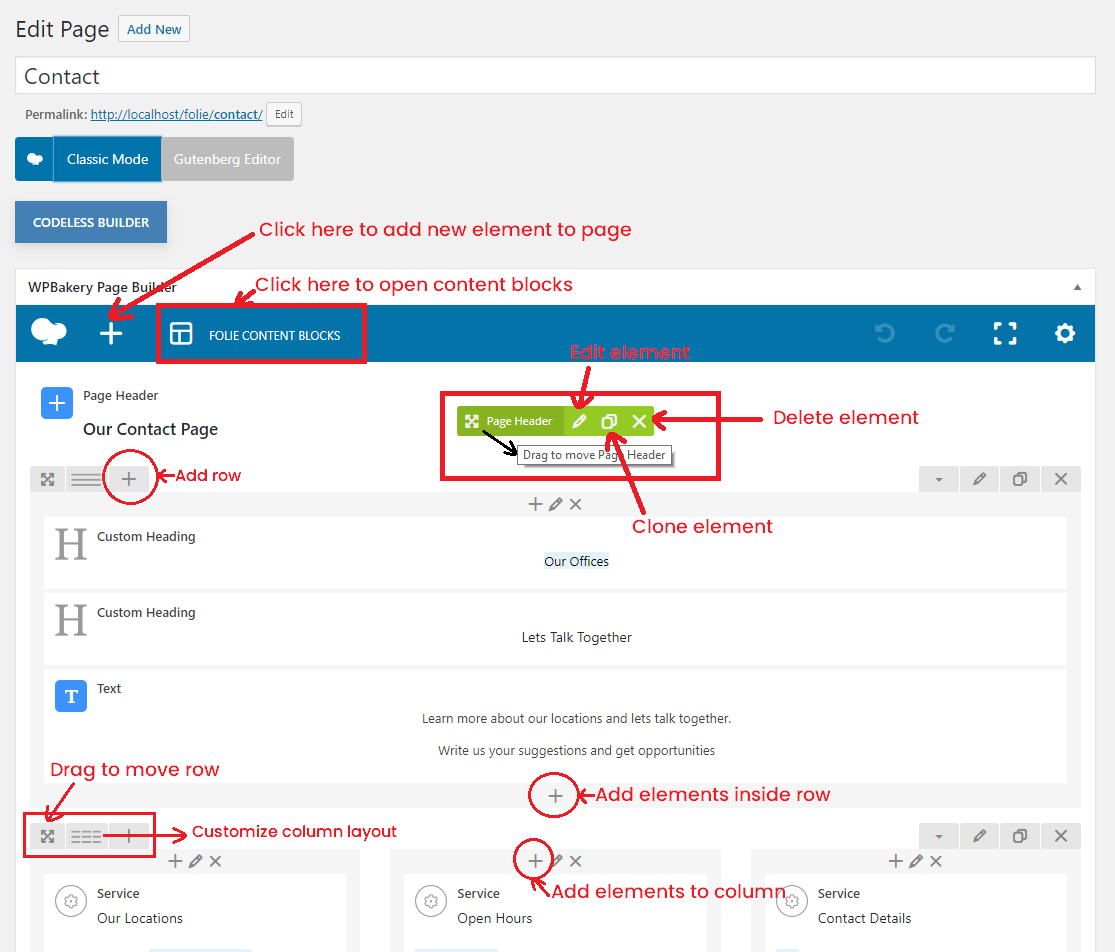 Edit Page Add New
Contact
Permalink: http://localhost/folie/contact/ Edit
Classic Mode Gutenberg Editor
CODELESS BUILDER
Click here to add new element to page
WPBakery Page Builder
Click here to open content blocks
FOLIE CONTENT BLOCKS
Edit element
Page Header
Our Contact Page
Page Header
Delete element
Drag to move Page Header
Add row
Clone element
Custom Heading
Our Offices
Custom Heading
Lets Talk Together
T Text
Learn more about our locations and lets talk together.
Write us your suggestions and get opportunities
Drag to move row
Add elements inside row
Customize column layout
Add elements to column
Service
Our Locations
Service
Open Hours
Service
Contact Details